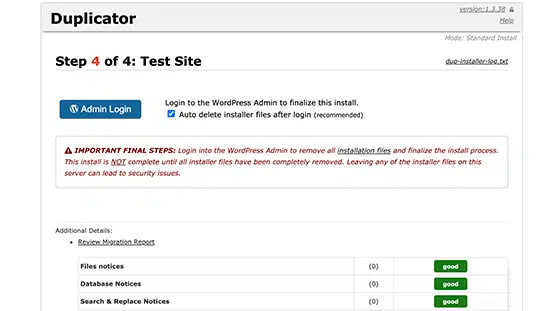 Duplicator
version:1.3.38
Help
Mode: Standard Install
Step 4 of 4: Test Site
dup-installer-log.txt
Admin Login
Login to the WordPress Admin to finalize this install.
Auto delete installer files after login (recommended)
IMPORTANT FINAL STEPS: Login into the WordPress Admin to remove all installation files and finalize the install process.
This install is NOT complete until all installer files have been completely removed. Leaving any of the installer files on this
server can lead to security issues.
Additional Details:
• Review Migration Report
Files notices (0) good
Database Notices (0) good
Search & Replace Notices (0) good